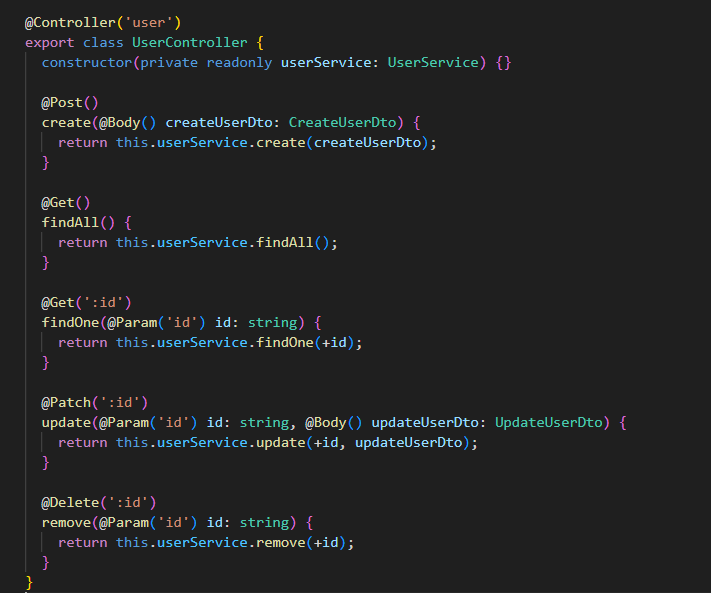 @Controller('user')
export class UserController {
constructor(private readonly userService: UserService) {}
@Post()
create(@Body() createUserDto: CreateUserDto) {
return this.userService.create(createUserDto);
}
@Get()
findAll() {
return this.userService.findAll();
}
@Get(':id')
findOne(@Param('id') id: string) {
return this.userService.findOne(+id);
}
@Patch(':id')
update(@Param('id') id: string, @Body() updateUserDto: UpdateUserDto) {
return this.userService.update(+id, updateUserDto);
}
@Delete(':id')
remove(@Param('id') id: string) {
return this.userService.remove(+id);
}
}